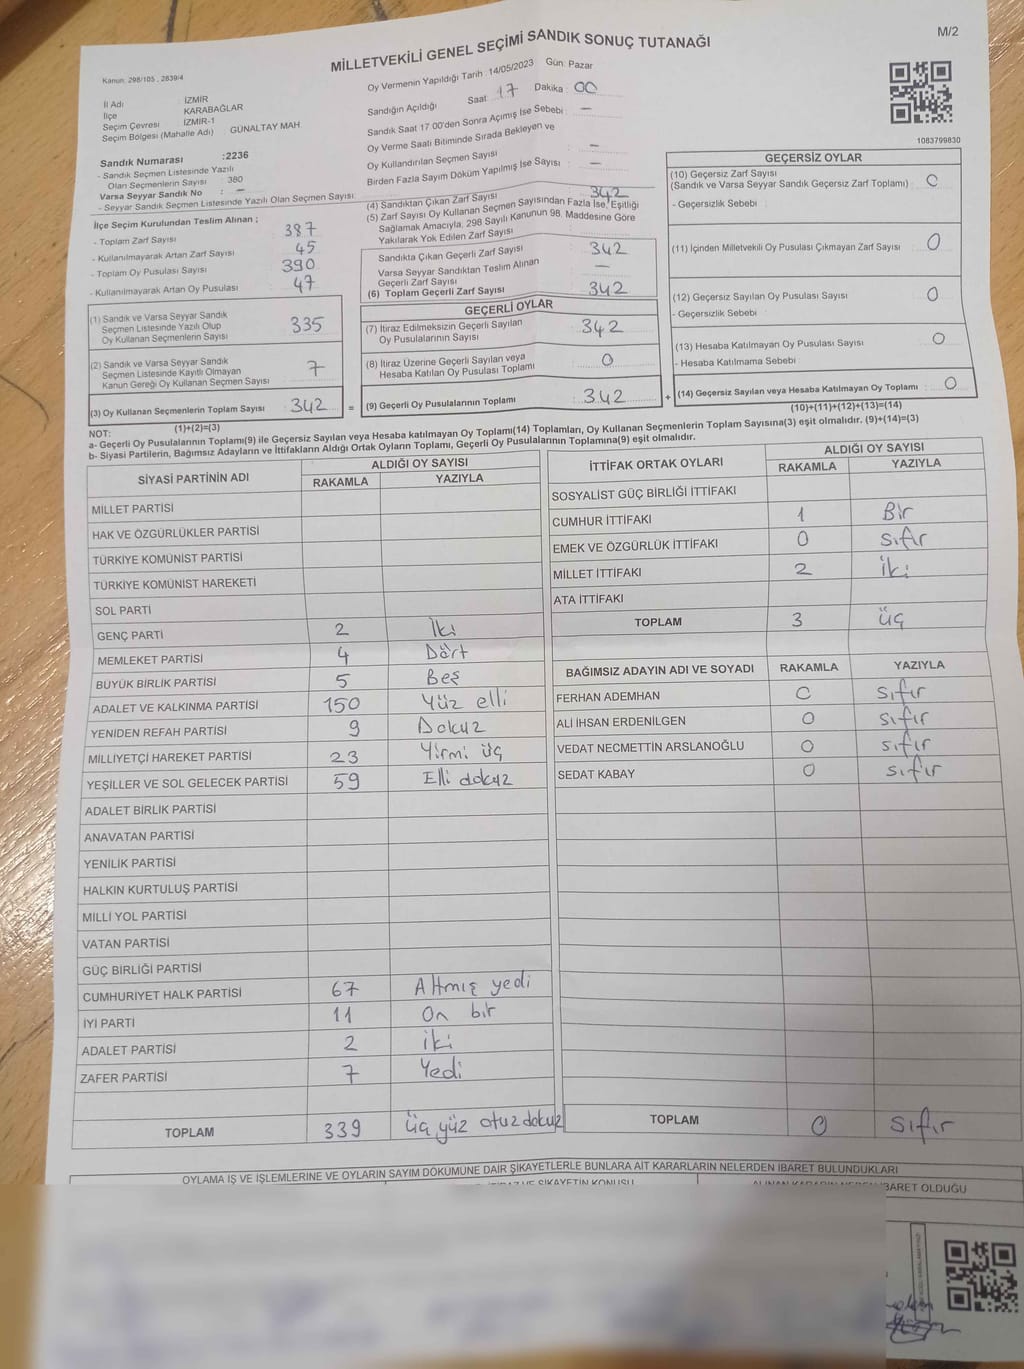 M/2
MİLLETVEKİLİ GENEL SEÇİMİ SANDIK SONUÇ TUTANAĞI
Kanun: 298/105 , 2839/4
İl Adı : İZMİR
İlçe KARABAĞLAR
Seçim Çevresi : İZMİR-1
Seçim Bölgesi (Mahalle Adı) : GÜNALTAY MAH.
Sandık Numarası :2236
- Sandık Seçmen Listesinde Yazılı
Olan Seçmenlerin Sayısı : 380
Varsa Seyyar Sandık No : –
- Seyyar Sandık Seçmen Listesinde Yazılı Olan Seçmen Sayısı :
Oy Vermenin Yapıldığı Tarih : 14/05/2023 Gün: Pazar
Sandığın Açıldığı Saat: 17 Dakika : 00
Sandık Saat 17 00'den Sonra Açılmış İse Sebebi : –
Oy Verme Saati Bitiminde Sırada Bekleyen ve
Oy Kullandırılan Seçmen Sayısı : –
Birden Fazla Sayım Döküm Yapılmış İse Sayısı : –
1083799830
İlçe Seçim Kurulundan Teslim Alınan ;
- Toplam Zarf Sayısı : 387
- Kullanılmayarak Artan Zarf Sayısı : 45
- Toplam Oy Pusulası Sayısı : 390
- Kullanılmayarak Artan Oy Pusulası : 47
(1) Sandık ve Varsa Seyyar Sandık
Seçmen Listesinde Yazılı Olup
Oy Kullanan Seçmenlerin Sayısı : 335
(2) Sandık ve Varsa Seyyar Sandık
Seçmen Listesinde Kayıtlı Olmayan
Kanun Gereği Oy Kullanan Seçmen Sayısı : 7
(3) Oy Kullanan Seçmenlerin Toplam Sayısı : 342
(1)+(2)=(3)
(4) Sandıktan Çıkan Zarf Sayısı : 342
(5) Zarf Sayısı Oy Kullanan Seçmen Sayısından Fazla İse, Eşitliği
Sağlamak Amacıyla, 298 Sayılı Kanunun 98. Maddesine Göre
Yakılarak Yok Edilen Zarf Sayısı :
Sandıkta Çıkan Geçerli Zarf Sayısı : 342
Varsa Seyyar Sandıktan Teslim Alınan
Geçerli Zarf Sayısı : –
(6) Toplam Geçerli Zarf Sayısı : 342
GEÇERLİ OYLAR
(7) İtiraz Edilmeksizin Geçerli Sayılan
Oy Pusulalarının Sayısı : 342
(8) İtiraz Üzerine Geçerli Sayılan veya
Hesaba Katılan Oy Pusulası Toplamı : 0
= (9) Geçerli Oy Pusulalarının Toplamı : 342
GEÇERSİZ OYLAR
(10) Geçersiz Zarf Sayısı
(Sandık ve Varsa Seyyar Sandık Geçersiz Zarf Toplamı) : 0
- Geçersizlik Sebebi :
(11) İçinden Milletvekili Oy Pusulası Çıkmayan Zarf Sayısı : 0
(12) Geçersiz Sayılan Oy Pusulası Sayısı : 0
- Geçersizlik Sebebi :
(13) Hesaba Katılmayan Oy Pusulası Sayısı : 0
- Hesaba Katılmama Sebebi :
+ (14) Geçersiz Sayılan veya Hesaba Katılmayan Oy Toplamı : 0
(10)+(11)+(12)+(13)=(14)
NOT:
a- Geçerli Oy Pusulalarının Toplamı(9) ile Geçersiz Sayılan veya Hesaba katılmayan Oy Toplamı(14) Toplamları, Oy Kullanan Seçmenlerin Toplam Sayısına(3) eşit olmalıdır. (9)+(14)=(3)
b- Siyasi Partilerin, Bağımsız Adayların ve İttifakların Aldığı Ortak Oyların Toplamı, Geçerli Oy Pusulalarının Toplamına(9) eşit olmalıdır.
SİYASİ PARTİNİN ADI ALDIĞI OY SAYISI
RAKAMLA YAZIYLA
MİLLET PARTİSİ
HAK VE ÖZGÜRLÜKLER PARTİSİ
TÜRKİYE KOMÜNİST PARTİSİ
TÜRKİYE KOMÜNİST HAREKETİ
SOL PARTİ
GENÇ PARTİ 2 İki
MEMLEKET PARTİSİ 4 Dört
BÜYÜK BİRLİK PARTİSİ 5 Beş
ADALET VE KALKINMA PARTİSİ 150 Yüz elli
YENİDEN REFAH PARTİSİ 9 Dokuz
MİLLİYETÇİ HAREKET PARTİSİ 23 Yirmi üç
YEŞİLLER VE SOL GELECEK PARTİSİ 59 Elli dokuz
ADALET BİRLİK PARTİSİ
ANAVATAN PARTİSİ
YENİLİK PARTİSİ
HALKIN KURTULUŞ PARTİSİ
MİLLİ YOL PARTİSİ
VATAN PARTİSİ
GÜÇ BİRLİĞİ PARTİSİ
CUMHURİYET HALK PARTİSİ 67 Altmış yedi
İYİ PARTİ 11 On bir
ADALET PARTİSİ 2 iki
ZAFER PARTİSİ 7 Yedi
TOPLAM 339 üç yüz otuz dokuz
İTTİFAK ORTAK OYLARI ALDIĞI OY SAYISI
RAKAMLA YAZIYLA
SOSYALİST GÜÇ BİRLİĞİ İTTİFAKI
CUMHUR İTTİFAKI 1 Bir
EMEK VE ÖZGÜRLÜK İTTİFAKI 0 sıfır
MİLLET İTTİFAKI 2 iki
ATA İTTİFAKI
TOPLAM 3 üç
BAĞIMSIZ ADAYIN ADI VE SOYADI RAKAMLA YAZIYLA
FERHAN ADEMHAN 0 sıfır
ALİ İHSAN ERDENİLGEN 0 sıfır
VEDAT NECMETTİN ARSLANOĞLU 0 sıfır
SEDAT KABAY 0 sıfır
TOPLAM 0 sıfır
OYLAMA İŞ VE İŞLEMLERİNE VE OYLARIN SAYIM DÖKÜMÜNE DAİR ŞİKAYETLERLE BUNLARA AİT KARARLARIN NELERDEN İBARET BULUNDUKLARI
ŞİKAYETİN KONUSU
OLDUĞU